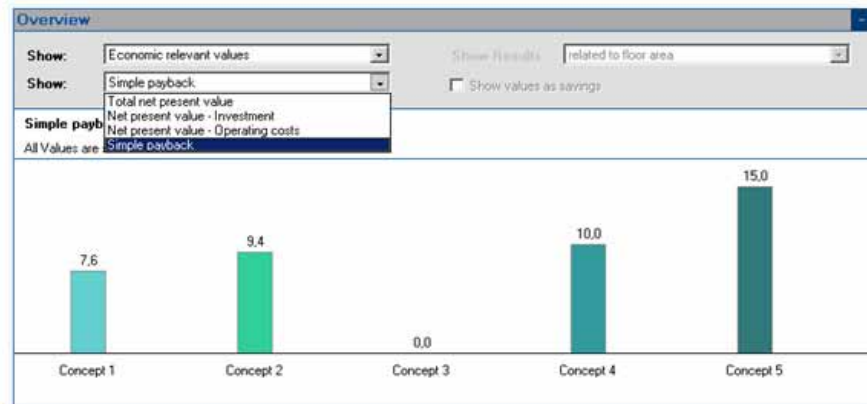 Overview
Show: Economic relevant values Show Results related to floor area
Show: Simple payback Show values as savings
Total net present value
Net present value - Investment
Net present value - Operating costs
Simple payback
Simple payb
All Values are
15,0
10,0
9,4
7,6
0,0
Concept 1 Concept 2 Concept 3 Concept 4 Concept 5